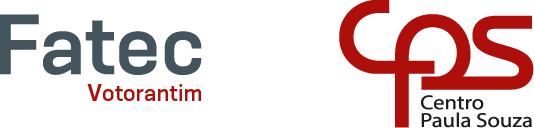 Fatec
Votorantim
cps
Centro
Paula Souza